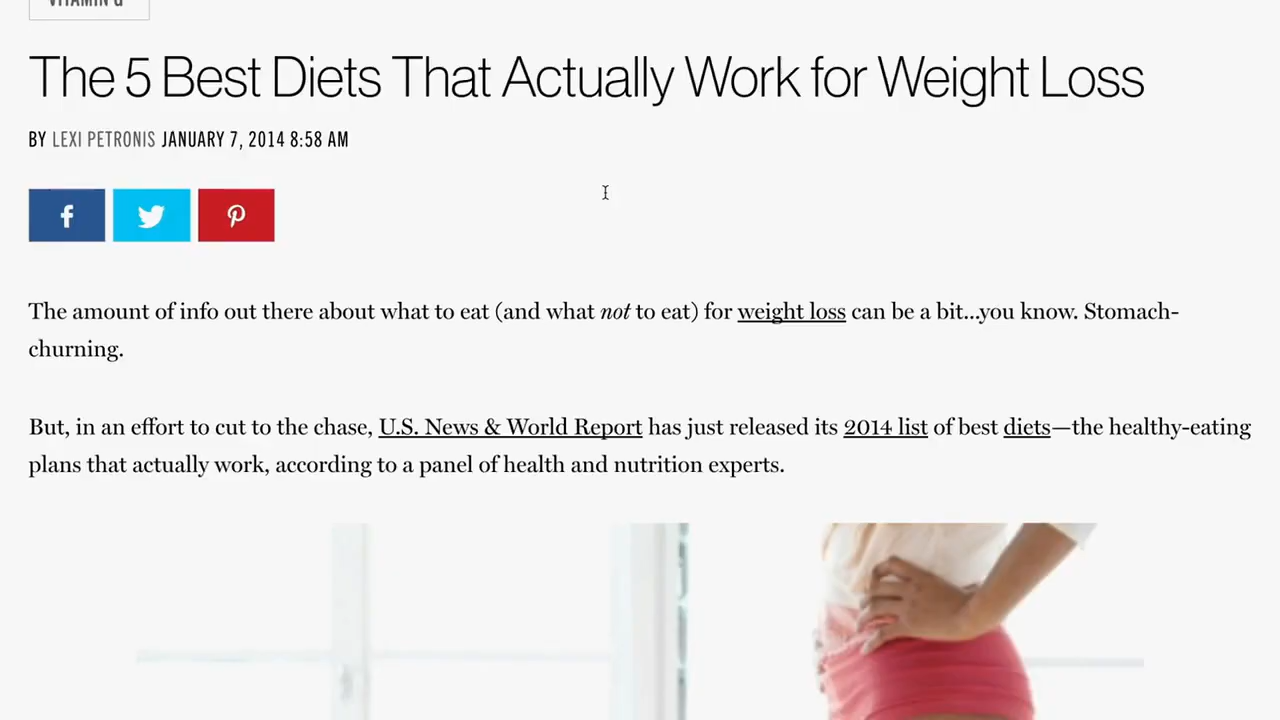 VITAMIN G
The 5 Best Diets That Actually Work for Weight Loss
BY LEXI PETRONIS JANUARY 7, 2014 8:58 AM
The amount of info out there about what to eat (and what not to eat) for weight loss can be a bit...you know. Stomach-
churning.
But, in an effort to cut to the chase, U.S. News & World Report has just released its 2014 list of best diets—the healthy-eating
plans that actually work, according to a panel of health and nutrition experts.